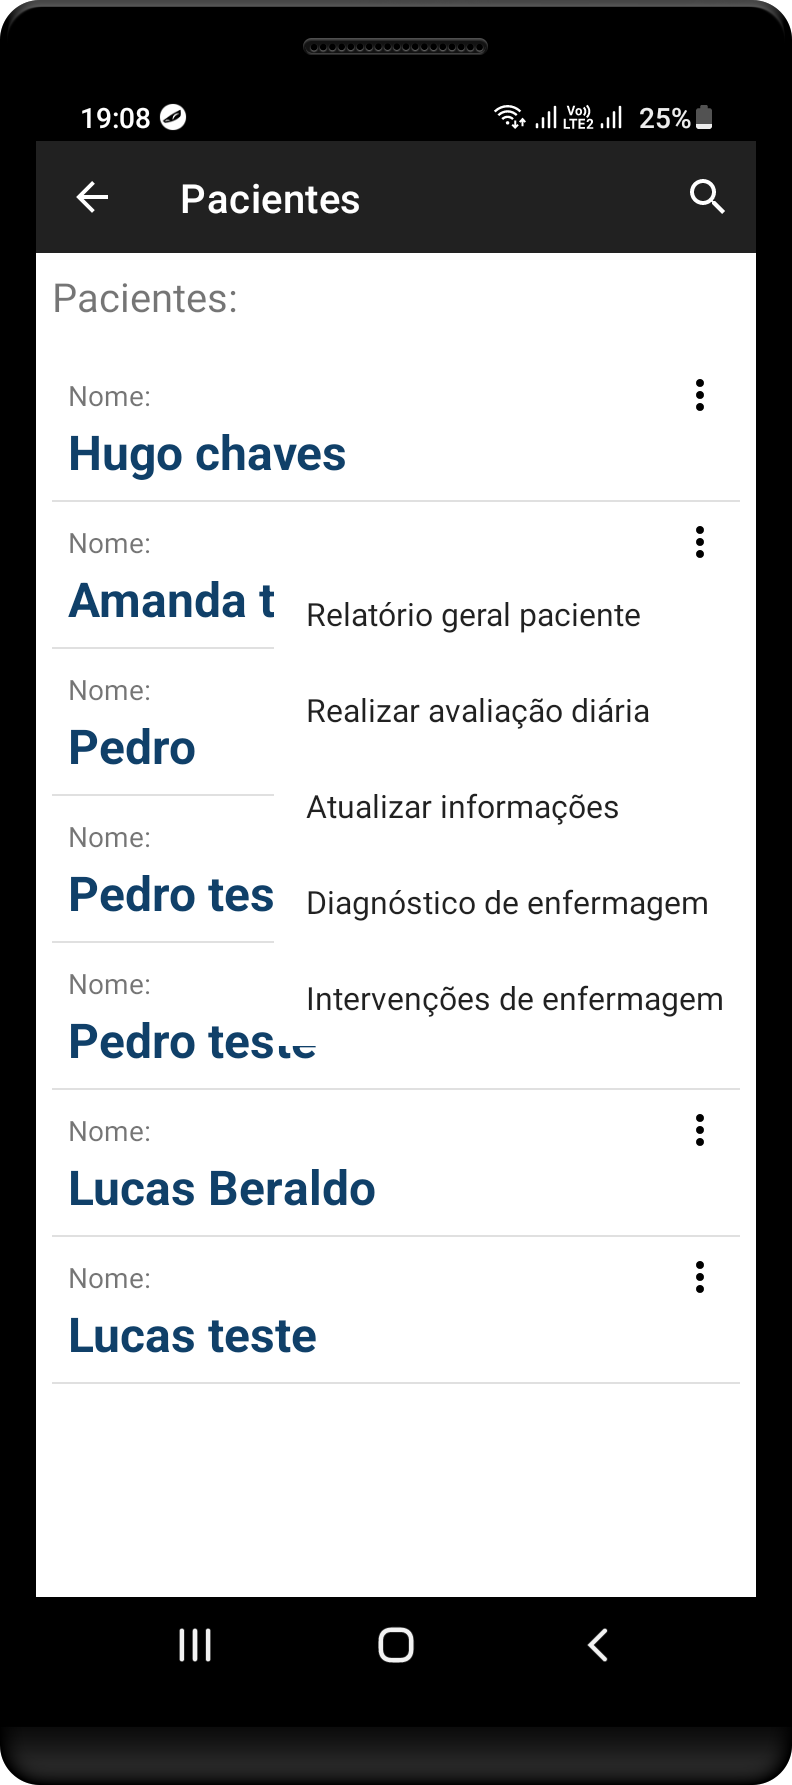 19:08 Vo)) LTE2 25%
Pacientes
Pacientes:
Nome:
Hugo chaves
Nome:
Amanda t
Relatório geral paciente
Nome:
Realizar avaliação diária
Pedro
Atualizar informações
Nome:
Pedro tes
Diagnóstico de enfermagem
Nome:
Intervenções de enfermagem
Pedro teste
Nome:
Lucas Beraldo
Nome:
Lucas teste